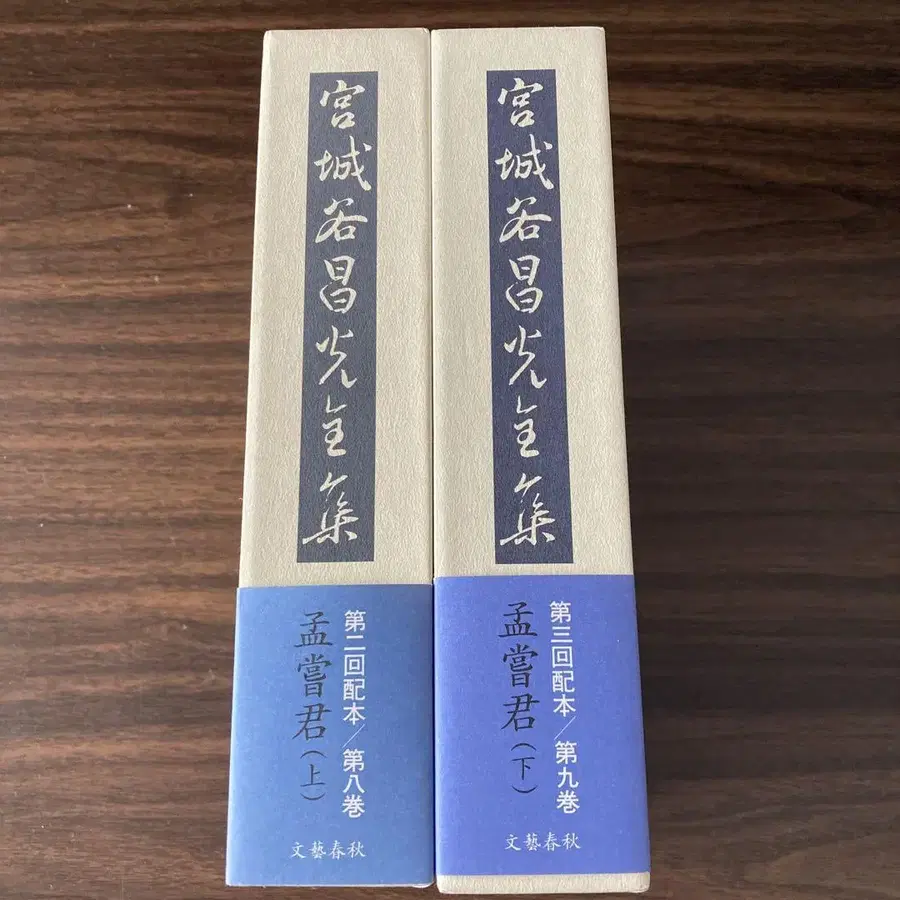 宮城谷昌光全集
第二回配本/第八巻
孟嘗君(上)
文藝春秋
宮城谷昌光全集
第三回配本/第九巻
孟嘗君(下)
文藝春秋